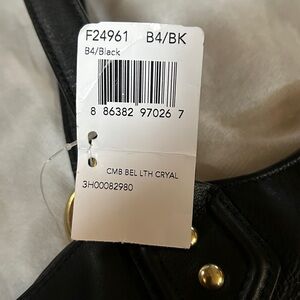 F24961 B4/BK
B4/Black
8 86382 97026 7
CMB BEL LTH CRYAL
3H00082980